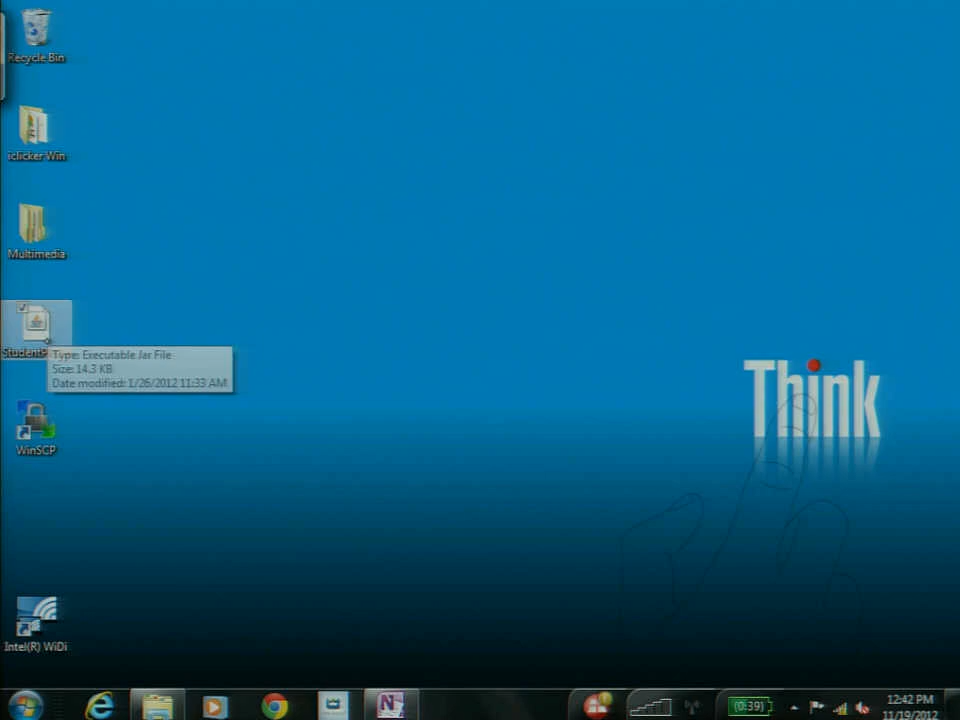 Recycle Bin
iclicker Win
Multimedia
Type: Executable Jar File
Size: 14.3 KB
Date modified: 1/26/2012 11:33 AM
WinSCP
Think
Intel(R) WiDi
(0:39)
12:42 PM
11/19/2012